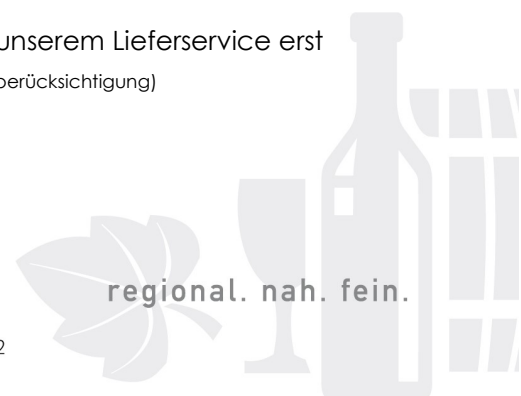 unserem Lieferservice erst
berücksichtigung)
regional. nah. fein.
2